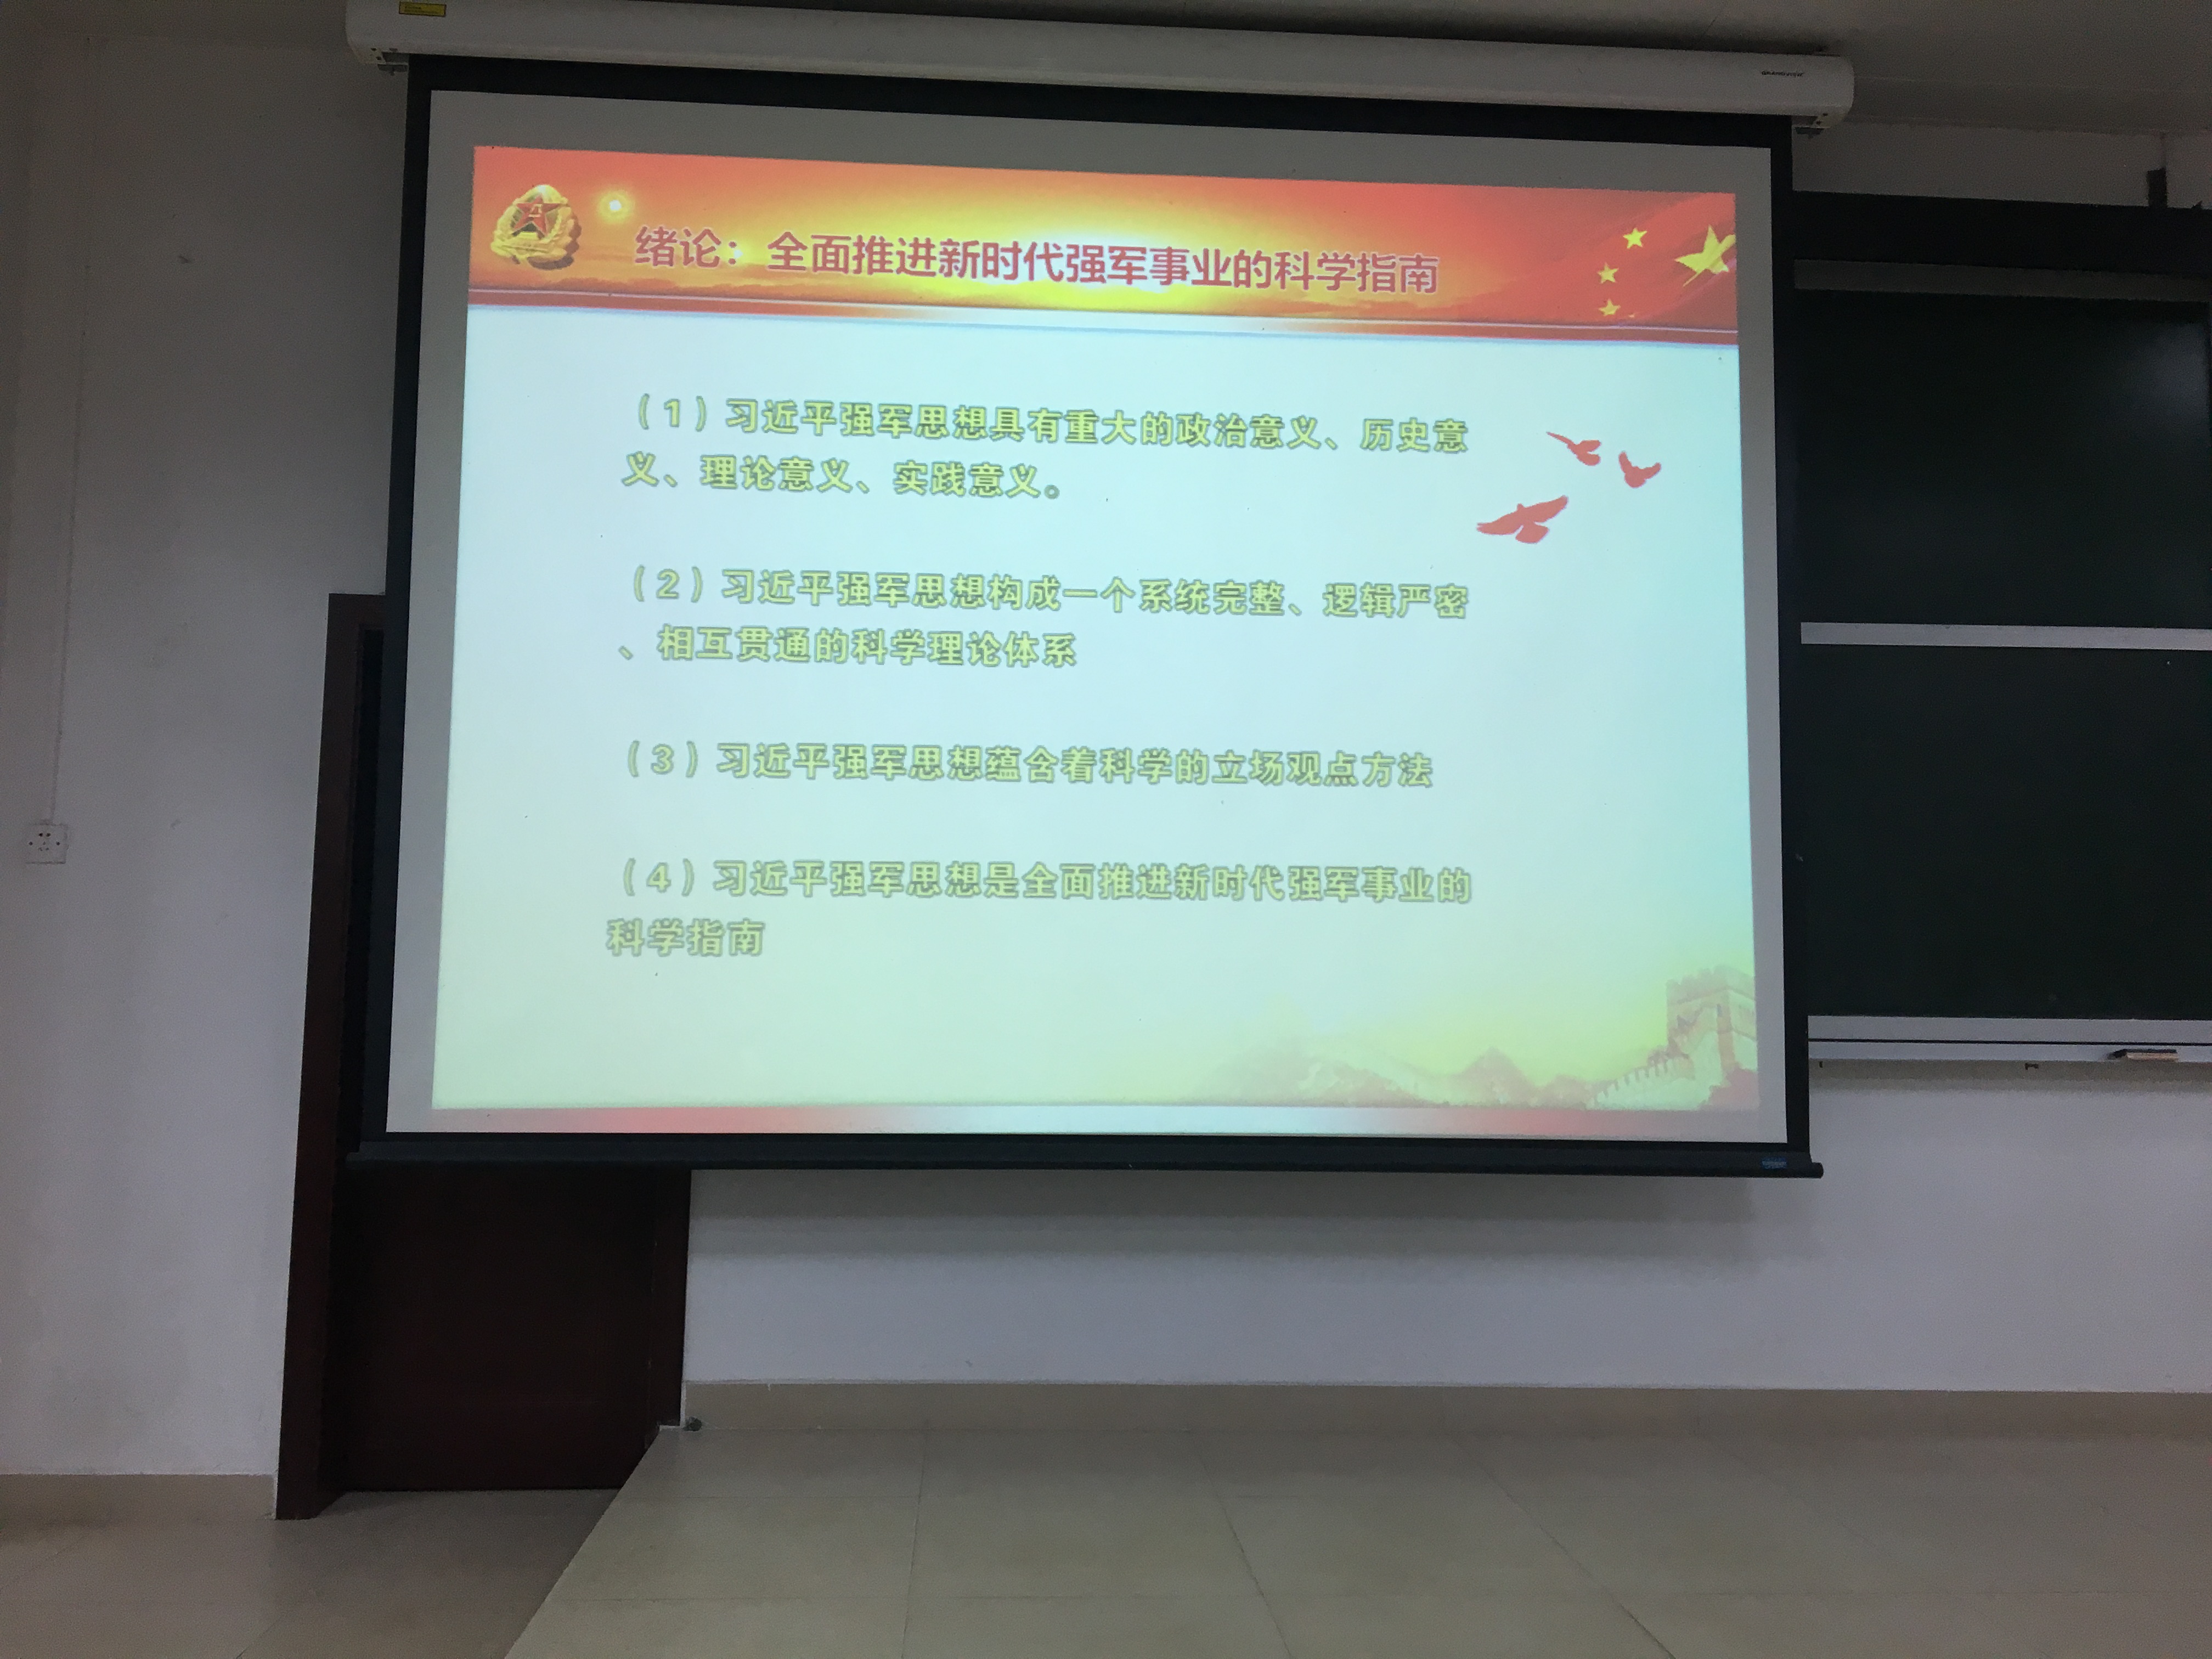 绪论：全面推进新时代强军事业的科学指南
（1）习近平强军思想具有重大的政治意义、历史意
义、理论意义、实践意义。
（2）习近平强军思想构成一个系统完整、逻辑严密
、相互贯通的科学理论体系
（3）习近平强军思想蕴含着科学的立场观点方法
（4）习近平强军思想是全面推进新时代强军事业的
科学指南